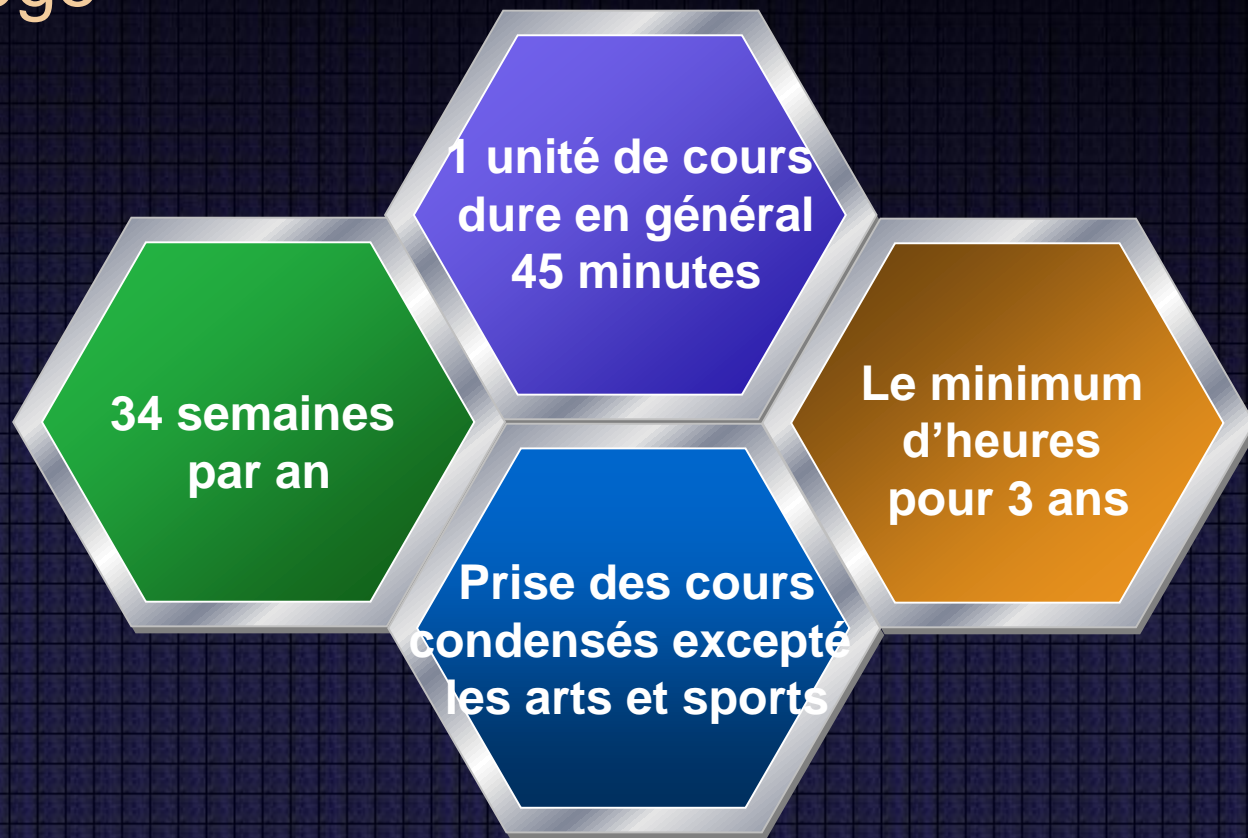 1 unité de cours
dure en général
45 minutes
34 semaines
par an
Le minimum
d’heures
pour 3 ans
Prise des cours
condensés excepté
les arts et sports